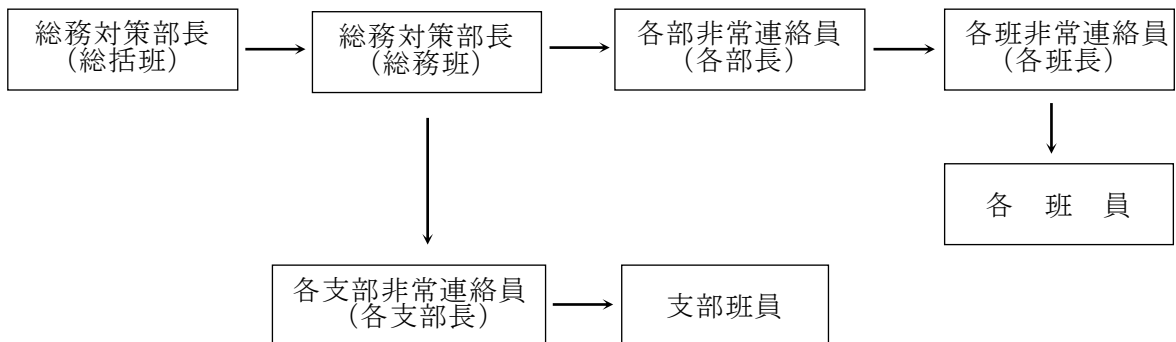 総務対策部長
（総括班）
総務対策部長
（総務班）
各部非常連絡員
（各部長）
各班非常連絡員
（各班長）
各　班　員
各支部非常連絡員
（各支部長）
支部班員